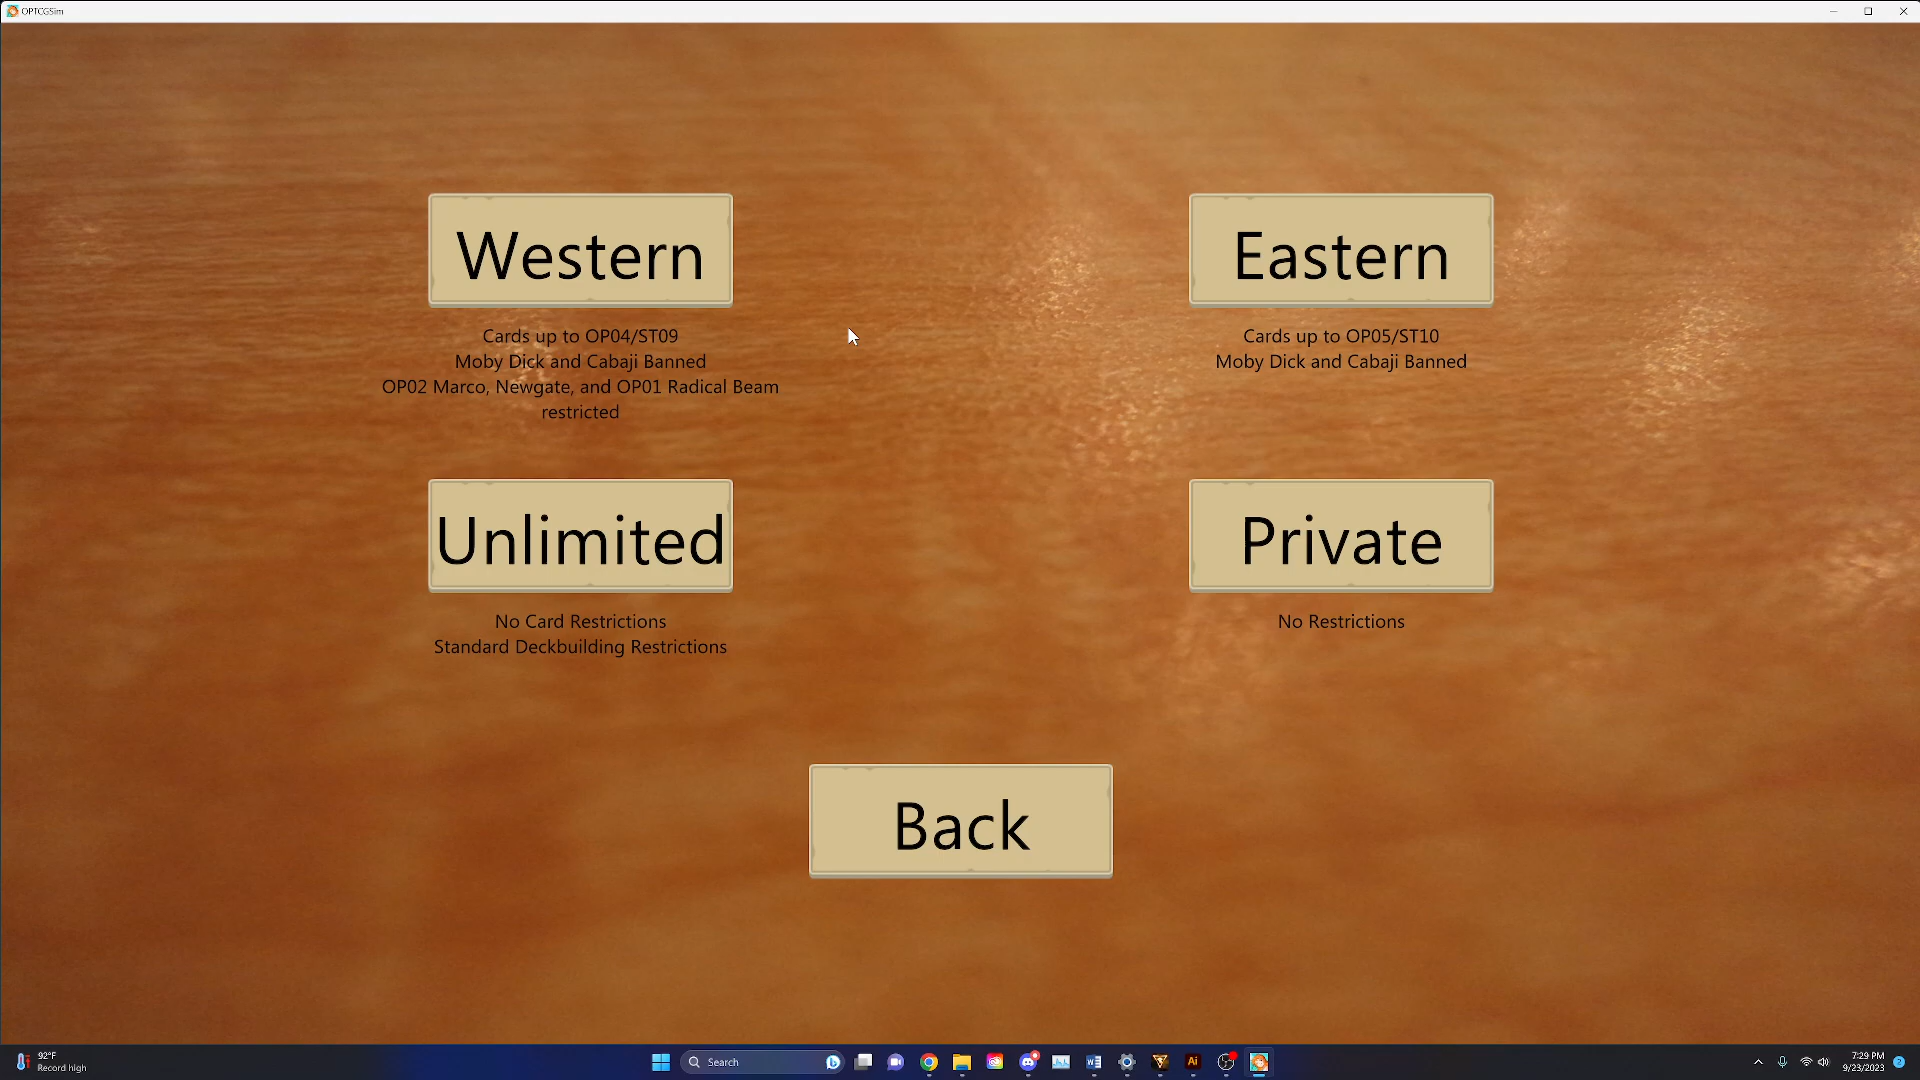 OPTCGSim
Western
Eastern
Cards up to OP04/ST09
Moby Dick and Cabaji Banned
OP02 Marco, Newgate, and OP01 Radical Beam
restricted
Cards up to OP05/ST10
Moby Dick and Cabaji Banned
Unlimited
Private
No Card Restrictions
Standard Deckbuilding Restrictions
No Restrictions
Back
92°F
Record high
Search
Ai
7:29 PM
9/23/2023
2